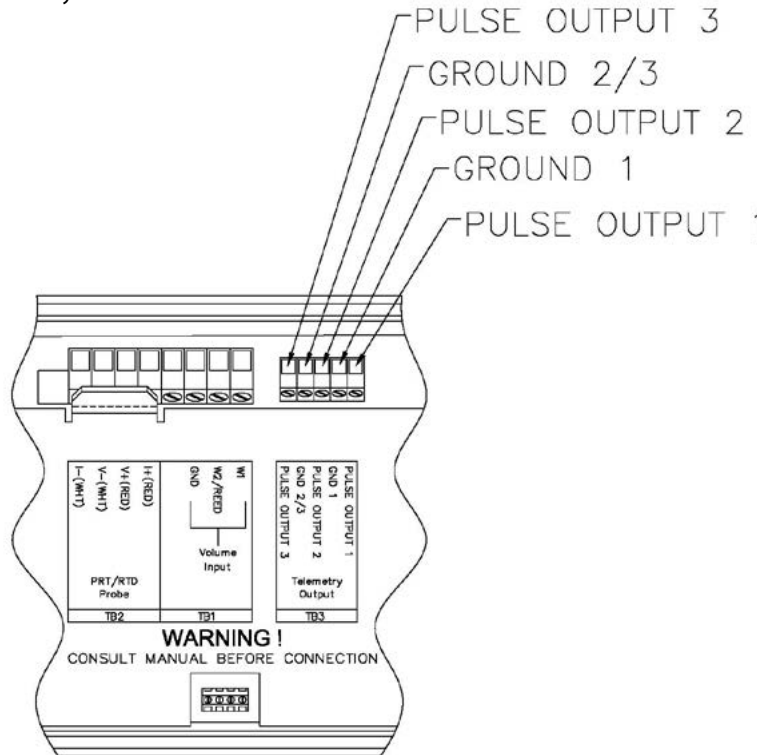 PULSE OUTPUT 3
GROUND 2/3
PULSE OUTPUT 2
GROUND 1
PULSE OUTPUT 1
I-(WHT)
V-(WHT)
V+(RED)
I+(RED)
PRT/RTD
Probe
TB2
GND
W2/REED
W1
Volume
Input
TB1
PULSE OUTPUT 3
GND 2/3
PULSE OUTPUT 2
GND 1
PULSE OUTPUT 1
Telemetry
Output
TB3
WARNING !
CONSULT MANUAL BEFORE CONNECTION